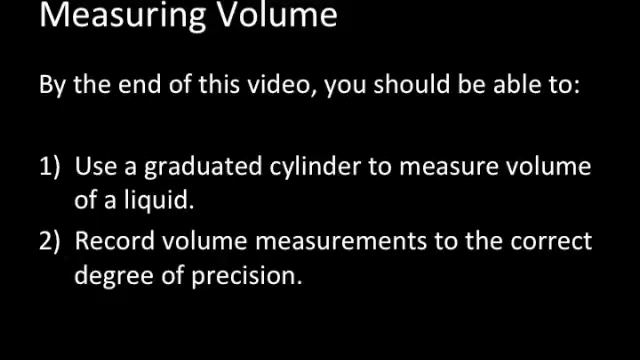 Measuring Volume
By the end of this video, you should be able to:
1) Use a graduated cylinder to measure volume
of a liquid.
2) Record volume measurements to the correct
degree of precision.